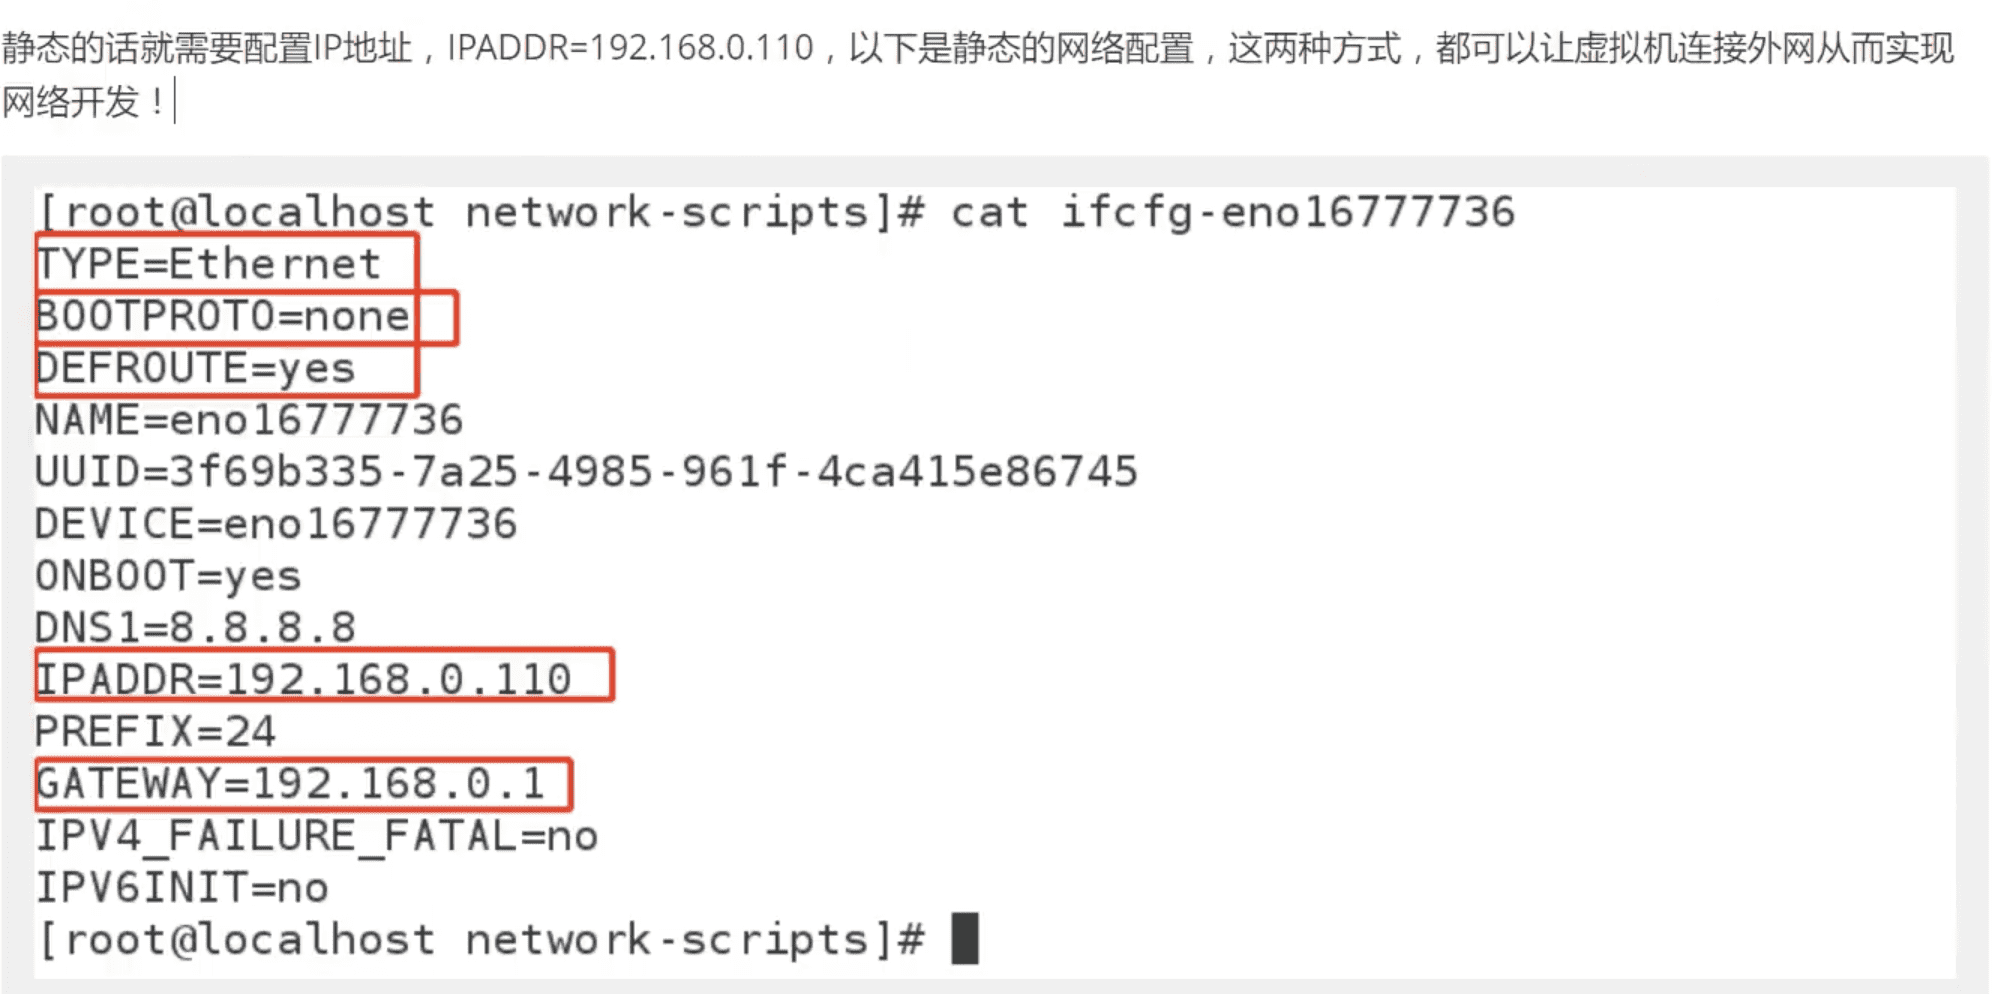 静态的话就需要配置IP地址，IPADDR=192.168.0.110，以下是静态的网络配置，这两种方式，都可以让虚拟机连接外网从而实现
网络开发！
[root@localhost network-scripts]# cat ifcfg-eno16777736
TYPE=Ethernet
BOOTPROTO=none
DEFROUTE=yes
NAME=eno16777736
UUID=3f69b335-7a25-4985-961f-4ca415e86745
DEVICE=eno16777736
ONBOOT=yes
DNS1=8.8.8.8
IPADDR=192.168.0.110
PREFIX=24
GATEWAY=192.168.0.1
IPV4_FAILURE_FATAL=no
IPV6INIT=no
[root@localhost network-scripts]#